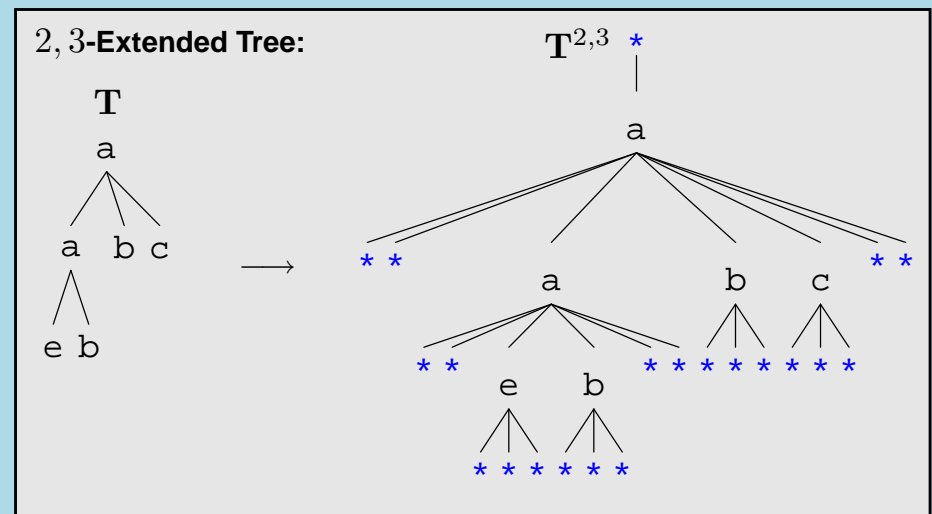 2, 3-Extended Tree:
T^{2,3} *
T
a
a
a b c
⟶
* * * *
a b c
e b
* * * * * * * * * *
e b
* * * * * *